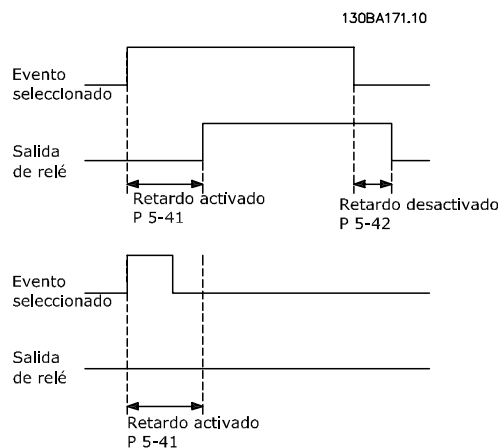 130BA171.10
Evento
seleccionado
Salida
de relé
Retardo activado
P 5-41
Retardo desactivado
P 5-42
Evento
seleccionado
Salida
de relé
Retardo activado
P 5-41